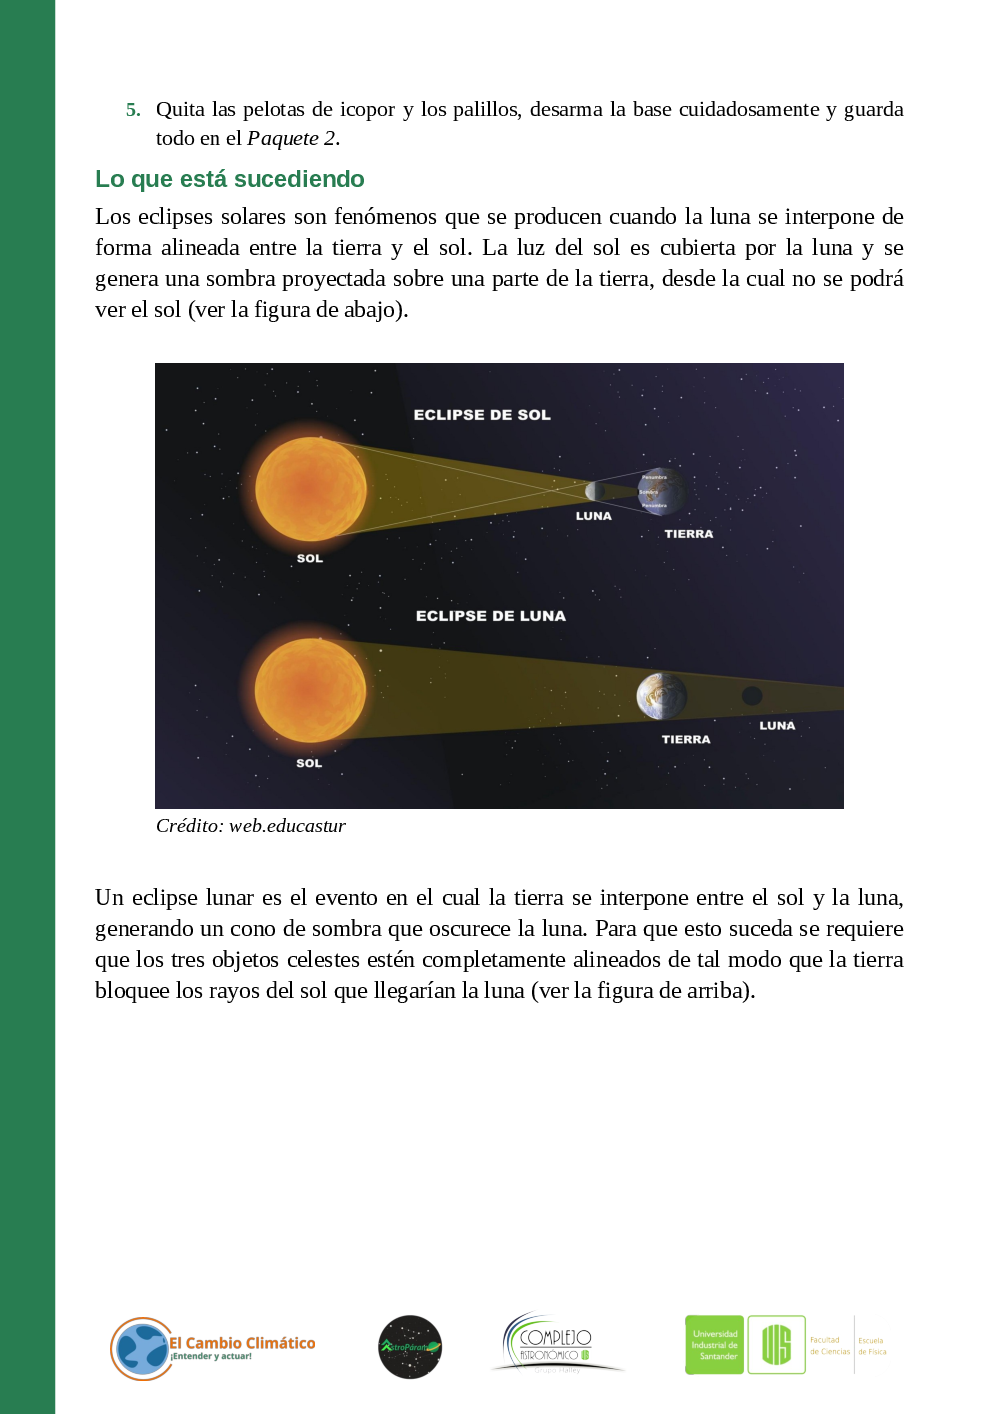 5. Quita las pelotas de icopor y los palillos, desarma la base cuidadosamente y guarda
todo en el Paquete 2.
Lo que está sucediendo
Los eclipses solares son fenómenos que se producen cuando la luna se interpone de
forma alineada entre la tierra y el sol. La luz del sol es cubierta por la luna y se
genera una sombra proyectada sobre una parte de la tierra, desde la cual no se podrá
ver el sol (ver la figura de abajo).
ECLIPSE DE SOL
Penumbra
Sombra
Penumbra
LUNA
TIERRA
SOL
ECLIPSE DE LUNA
LUNA
TIERRA
SOL
Crédito: web.educastur
Un eclipse lunar es el evento en el cual la tierra se interpone entre el sol y la luna,
generando un cono de sombra que oscurece la luna. Para que esto suceda se requiere
que los tres objetos celestes estén completamente alineados de tal modo que la tierra
bloquee los rayos del sol que llegarían la luna (ver la figura de arriba).
El Cambio Climático
¡Entender y actuar!
COMPLEJO
ASTRONÓMICO
Grupo Halley
Universidad
Industrial de
Santander
UIS
Facultad
de Ciencias
Escuela
de Física